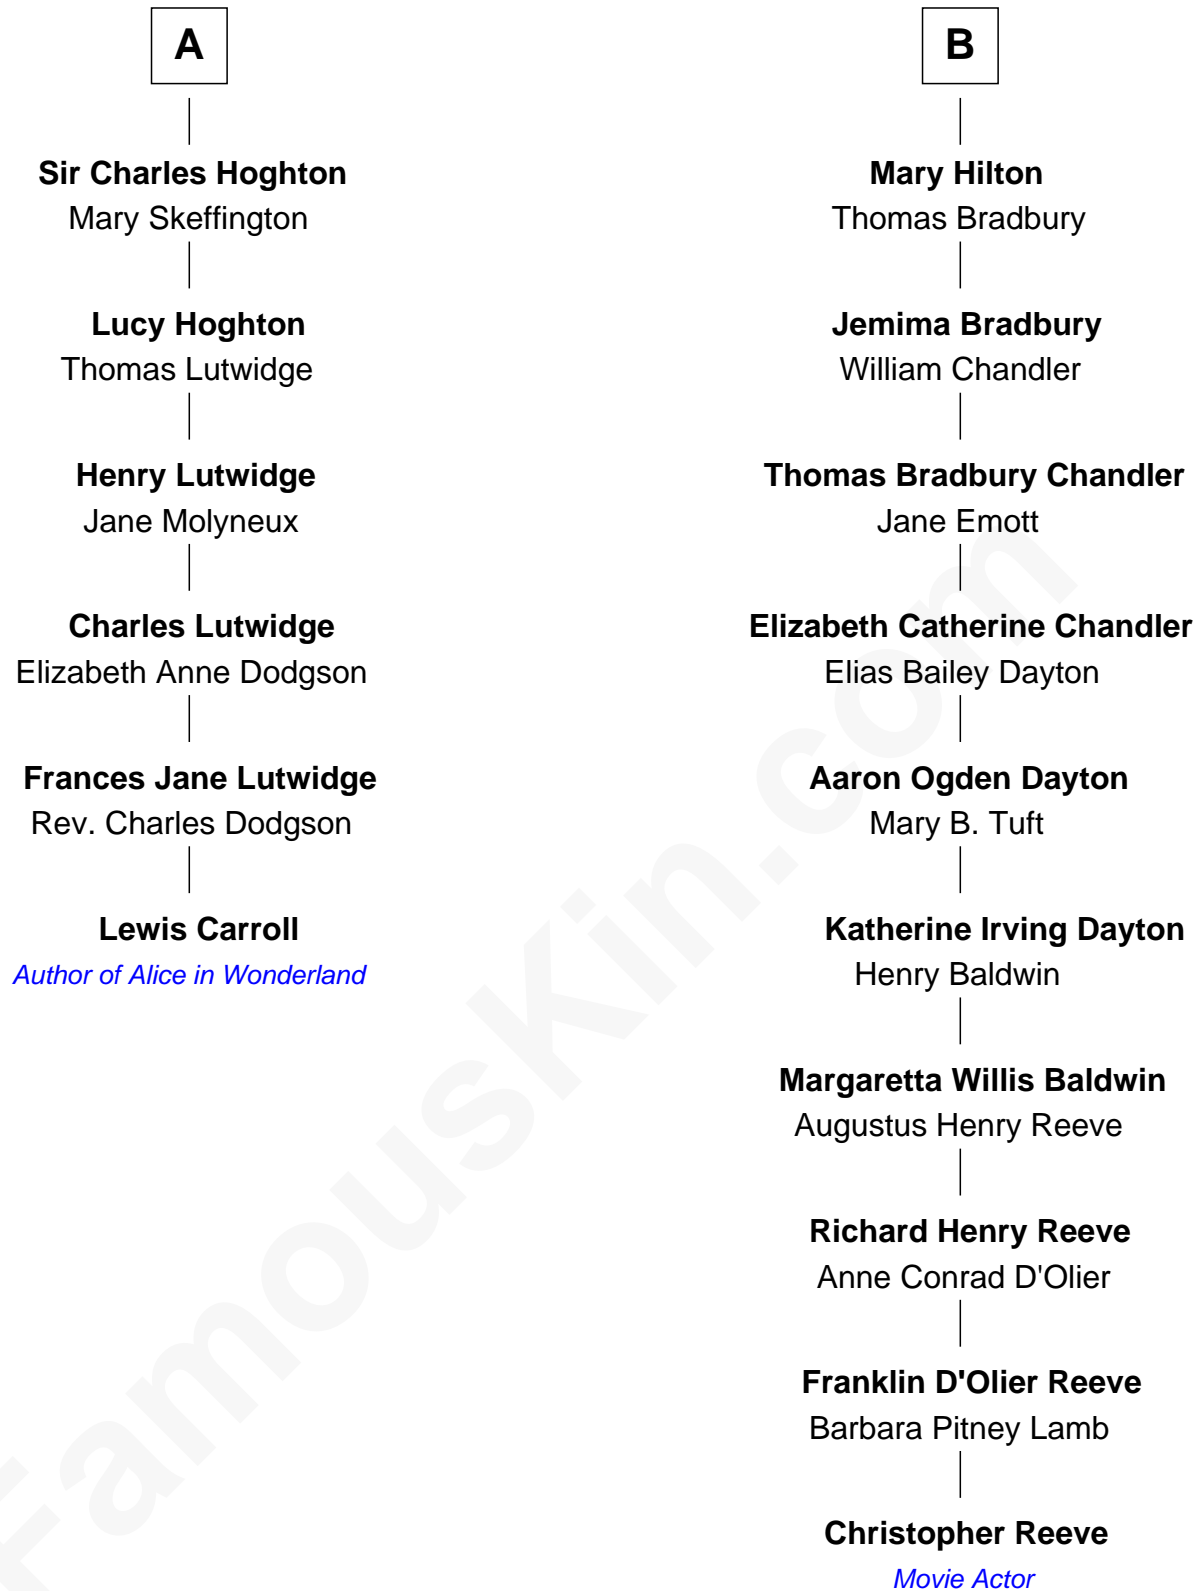 A
Sir Charles Hoghton
Mary Skeffington
Lucy Hoghton
Thomas Lutwidge
Henry Lutwidge
Jane Molyneux
Charles Lutwidge
Elizabeth Anne Dodgson
Frances Jane Lutwidge
Rev. Charles Dodgson
Lewis Carroll
Author of Alice in Wonderland
B
Mary Hilton
Thomas Bradbury
Jemima Bradbury
William Chandler
Thomas Bradbury Chandler
Jane Emott
Elizabeth Catherine Chandler
Elias Bailey Dayton
Aaron Ogden Dayton
Mary B. Tuft
Katherine Irving Dayton
Henry Baldwin
Margaretta Willis Baldwin
Augustus Henry Reeve
Richard Henry Reeve
Anne Conrad D'Olier
Franklin D'Olier Reeve
Barbara Pitney Lamb
Christopher Reeve
Movie Actor
FamousKin.com